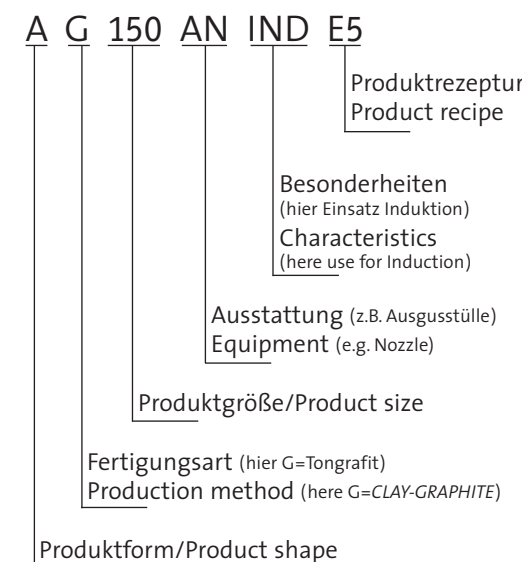 A G 150 AN IND E5
Produktrezeptur
Product recipe
Besonderheiten
(hier Einsatz Induktion)
Characteristics
(here use for Induction)
Ausstattung (z.B. Ausgusstülle)
Equipment (e.g. Nozzle)
Produktgröße/Product size
Fertigungsart (hier G=Tongrafit)
Production method (here G=CLAY-GRAPHITE)
Produktform/Product shape